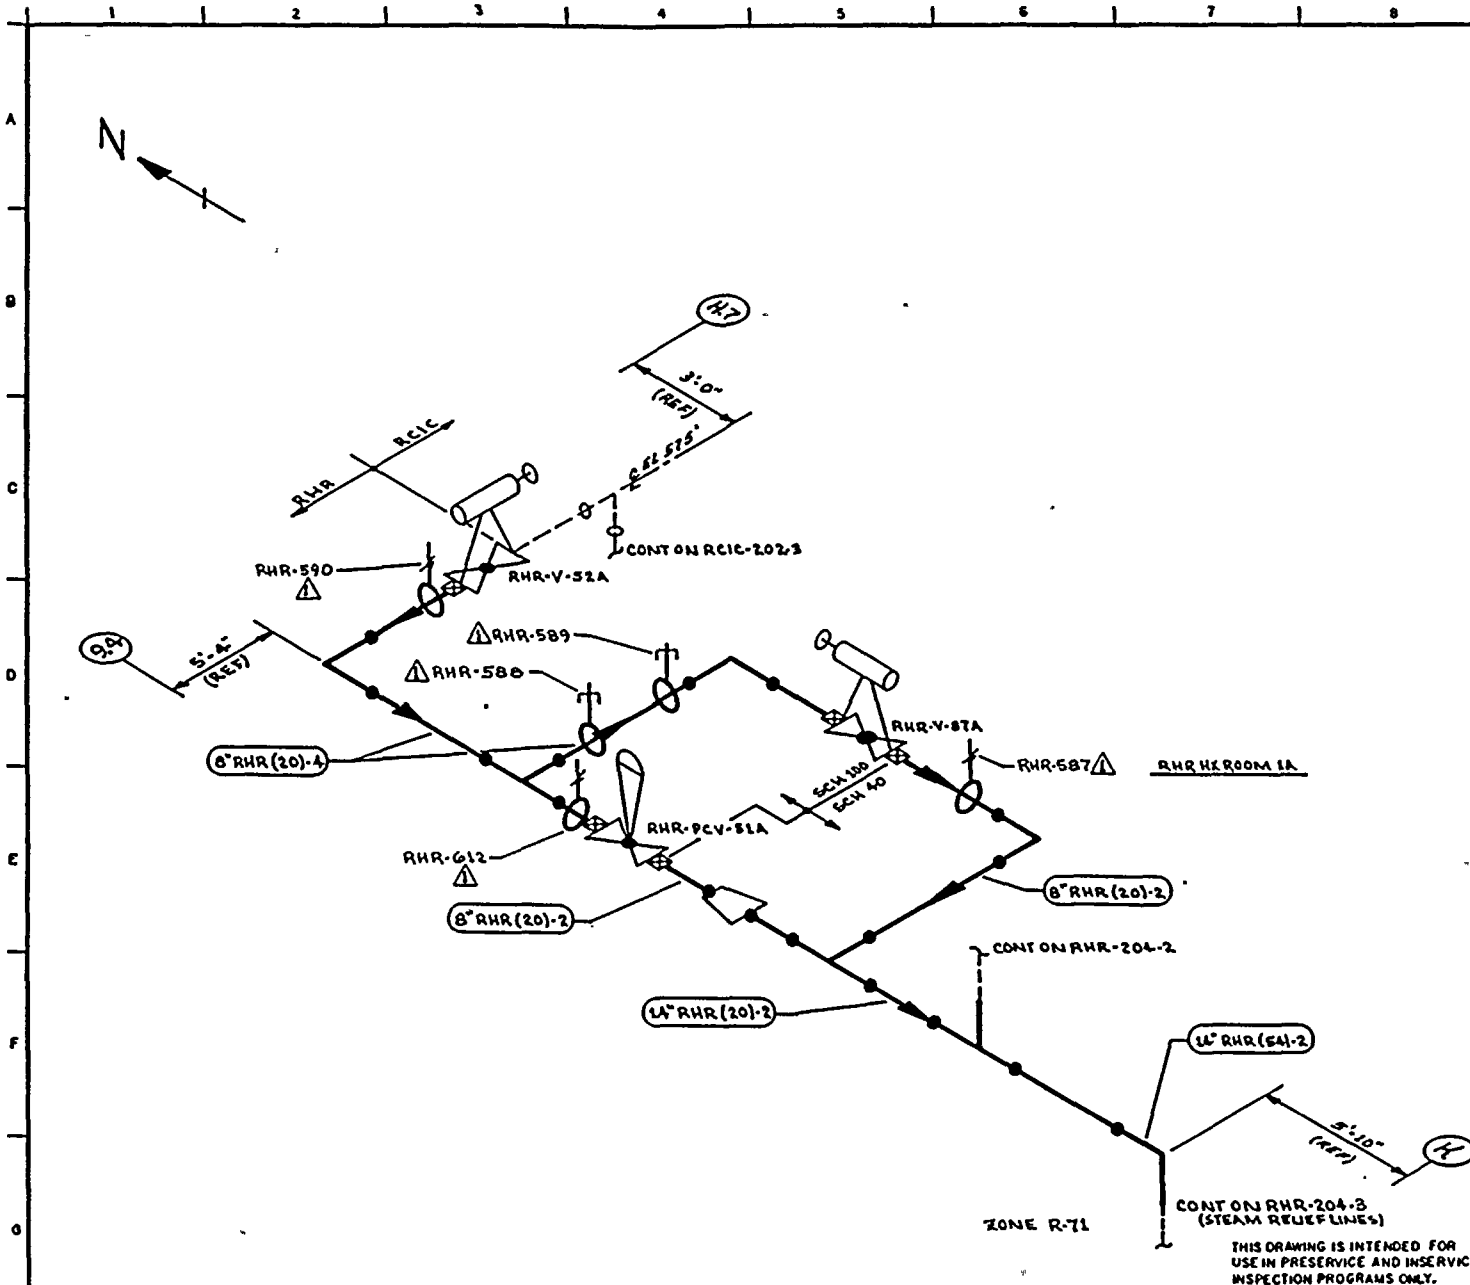 1 2 3 4 5 6 7 8
A
N
B
H.7
3'-0"
(REF)
RCIC
RHR
C
℄ EL 575'
CONT ON RCIC-202-3
RHR-590
1
RHR-V-52A
9.4
5'-4"
(REF)
D
1 RHR-589
1 RHR-588
RHR-V-87A
8" RHR (20)-4
RHR-587 1
RHR HX ROOM 1A
SCH 100
SCH 40
RHR-PCV-51A
E
RHR-612
1
8" RHR (20)-2
8" RHR (20)-2
CONT ON RHR-204-2
RHR (20)-2
F
RHR (54)-2
5'-10"
(REF)
K
ZONE R-71
CONT ON RHR-204-3
(STEAM RELIEF LINES)
G
THIS DRAWING IS INTENDED FOR
USE IN PRESERVICE AND INSERVIC
INSPECTION PROGRAMS ONLY.